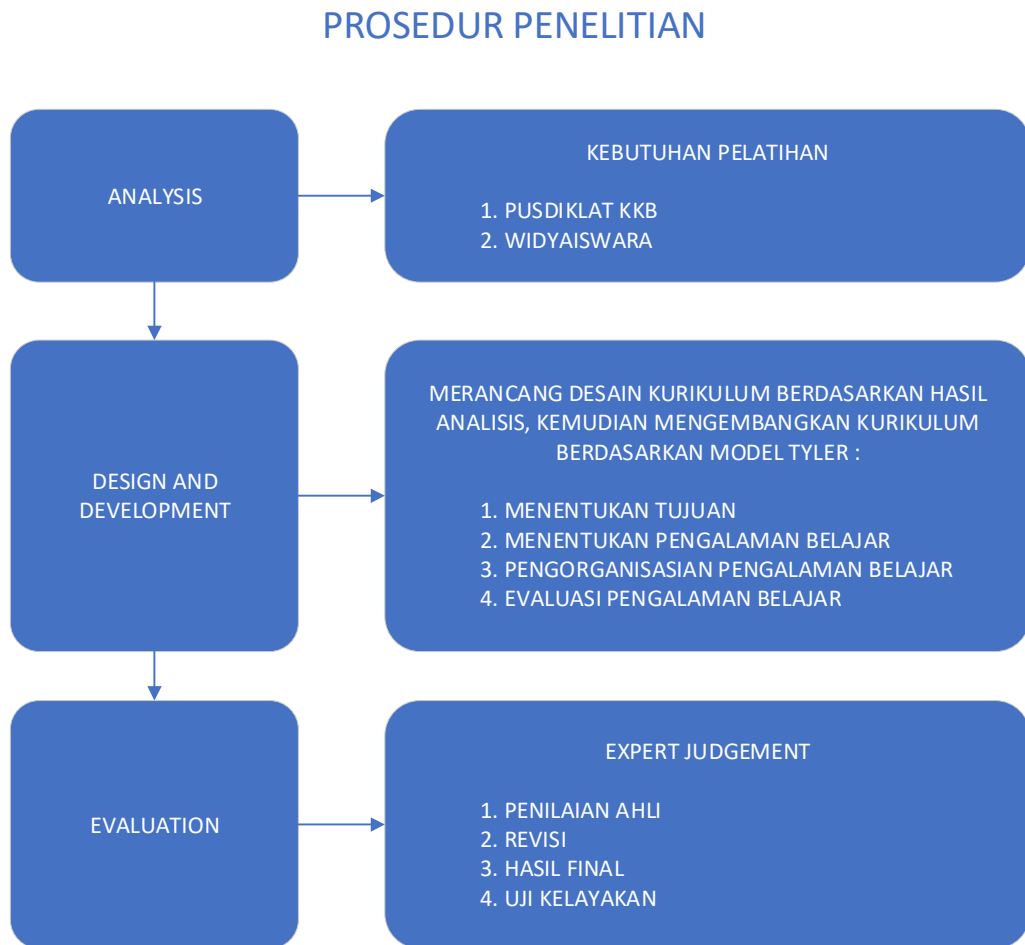 PROSEDUR PENELITIAN
ANALYSIS
KEBUTUHAN PELATIHAN
1. PUSDIKLAT KKB
2. WIDYAISWARA
DESIGN AND
DEVELOPMENT
MERANCANG DESAIN KURIKULUM BERDASARKAN HASIL
ANALISIS, KEMUDIAN MENGEMBANGKAN KURIKULUM
BERDASARKAN MODEL TYLER :
1. MENENTUKAN TUJUAN
2. MENENTUKAN PENGALAMAN BELAJAR
3. PENGORGANISASIAN PENGALAMAN BELAJAR
4. EVALUASI PENGALAMAN BELAJAR
EVALUATION
EXPERT JUDGEMENT
1. PENILAIAN AHLI
2. REVISI
3. HASIL FINAL
4. UJI KELAYAKAN